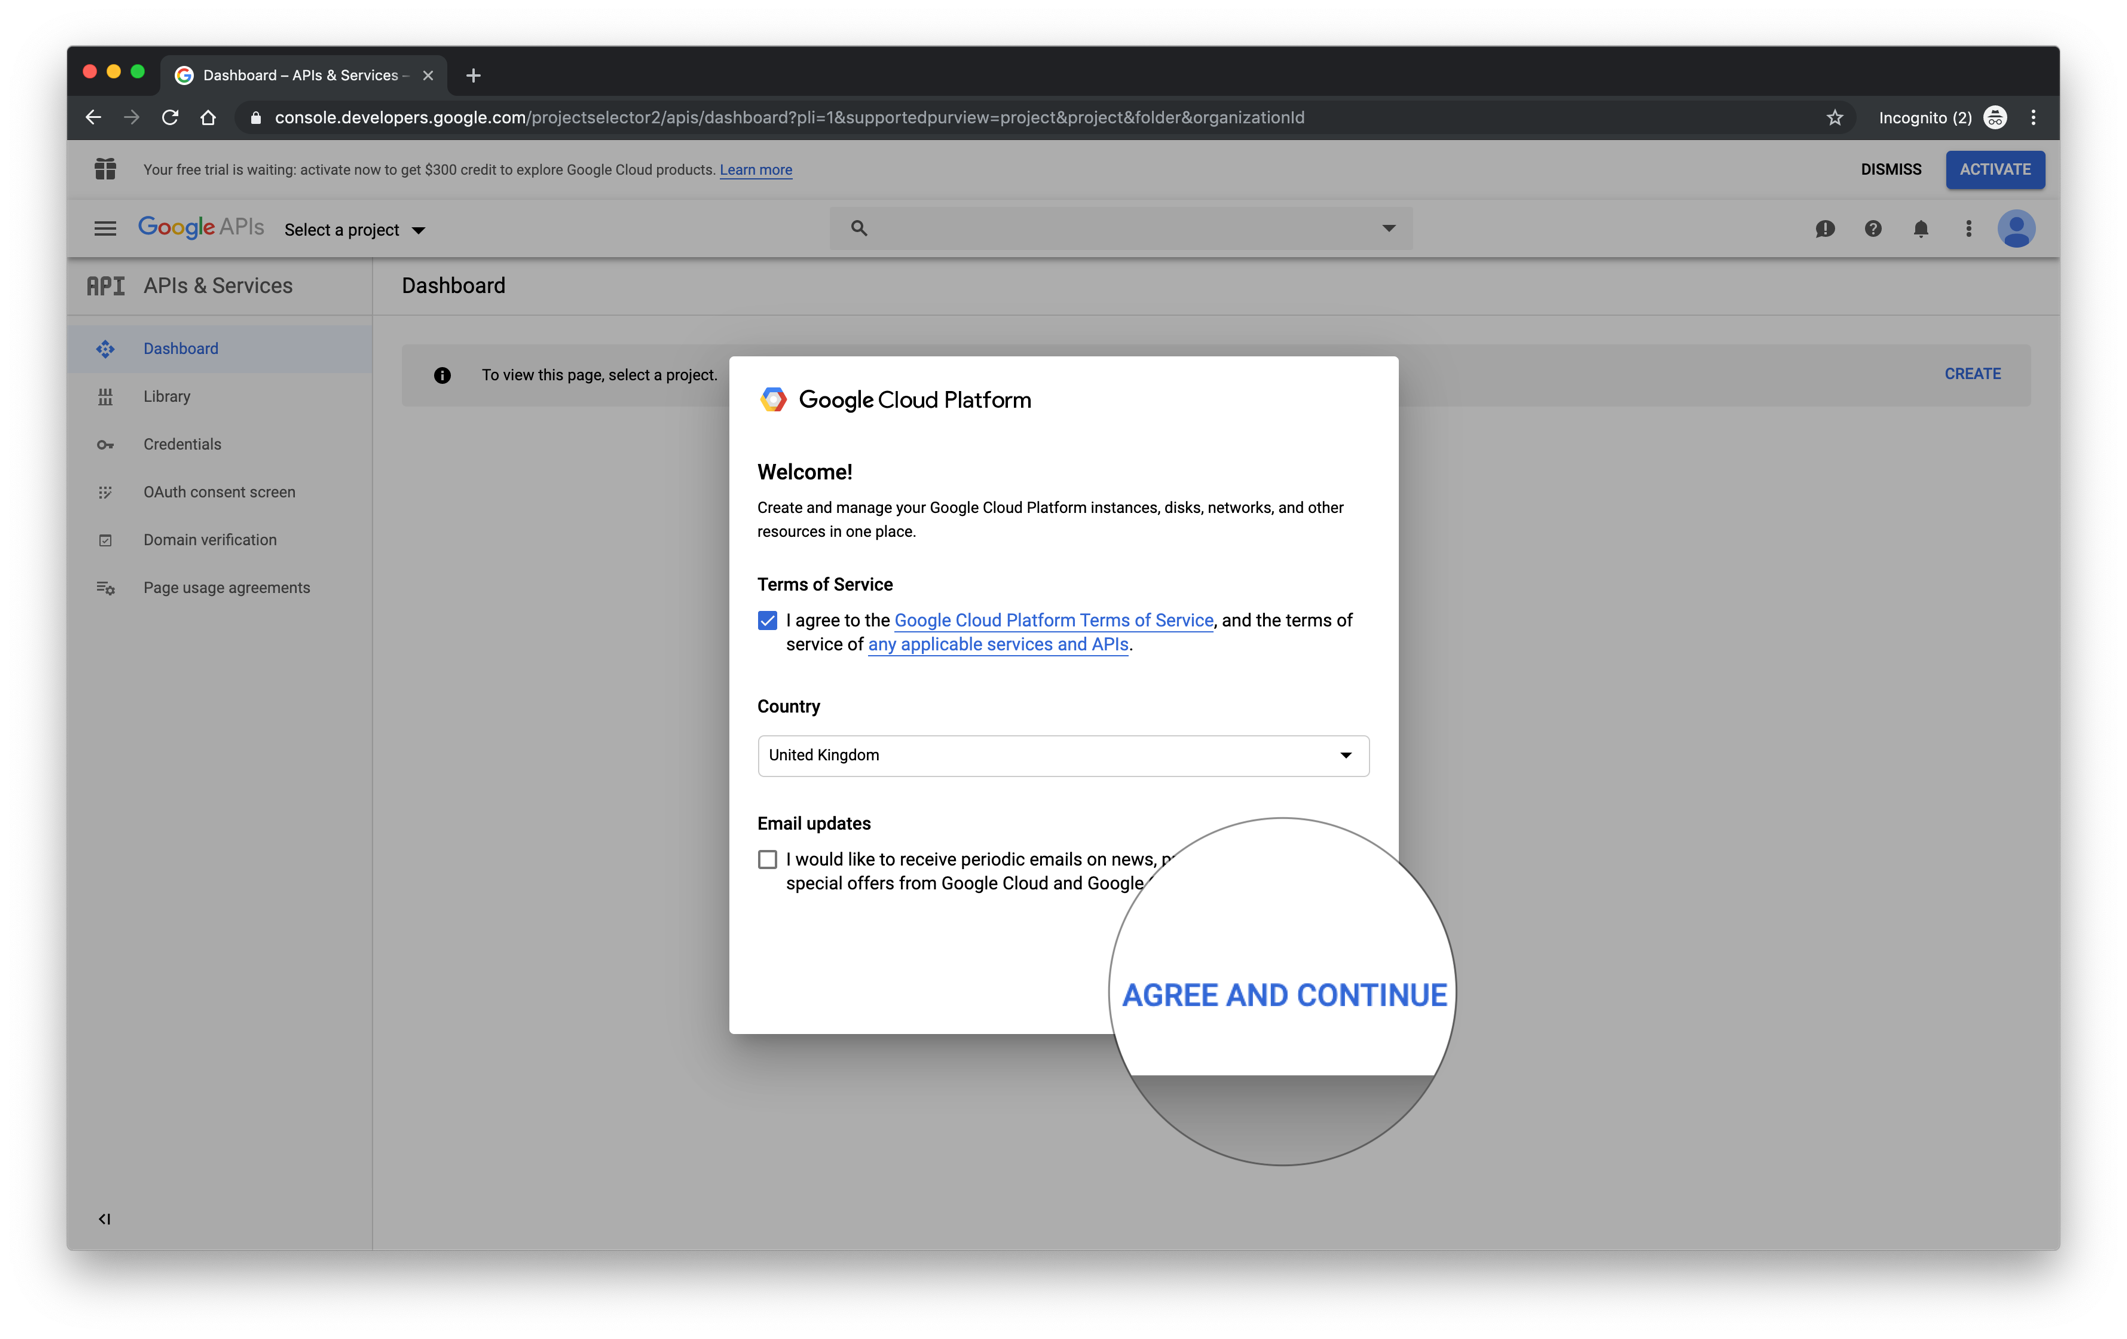 Dashboard – APIs & Services –
console.developers.google.com/projectselector2/apis/dashboard?pli=1&supportedpurview=project&project&folder&organizationId
Incognito (2)
Your free trial is waiting: activate now to get $300 credit to explore Google Cloud products. Learn more
DISMISS
ACTIVATE
Google APIs
Select a project
API APIs & Services
Dashboard
Dashboard
Library
Credentials
OAuth consent screen
Domain verification
Page usage agreements
To view this page, select a project.
CREATE
Google Cloud Platform
Welcome!
Create and manage your Google Cloud Platform instances, disks, networks, and other
resources in one place.
Terms of Service
I agree to the Google Cloud Platform Terms of Service, and the terms of
service of any applicable services and APIs.
Country
United Kingdom
Email updates
I would like to receive periodic emails on news,
special offers from Google Cloud and Google
AGREE AND CONTINUE